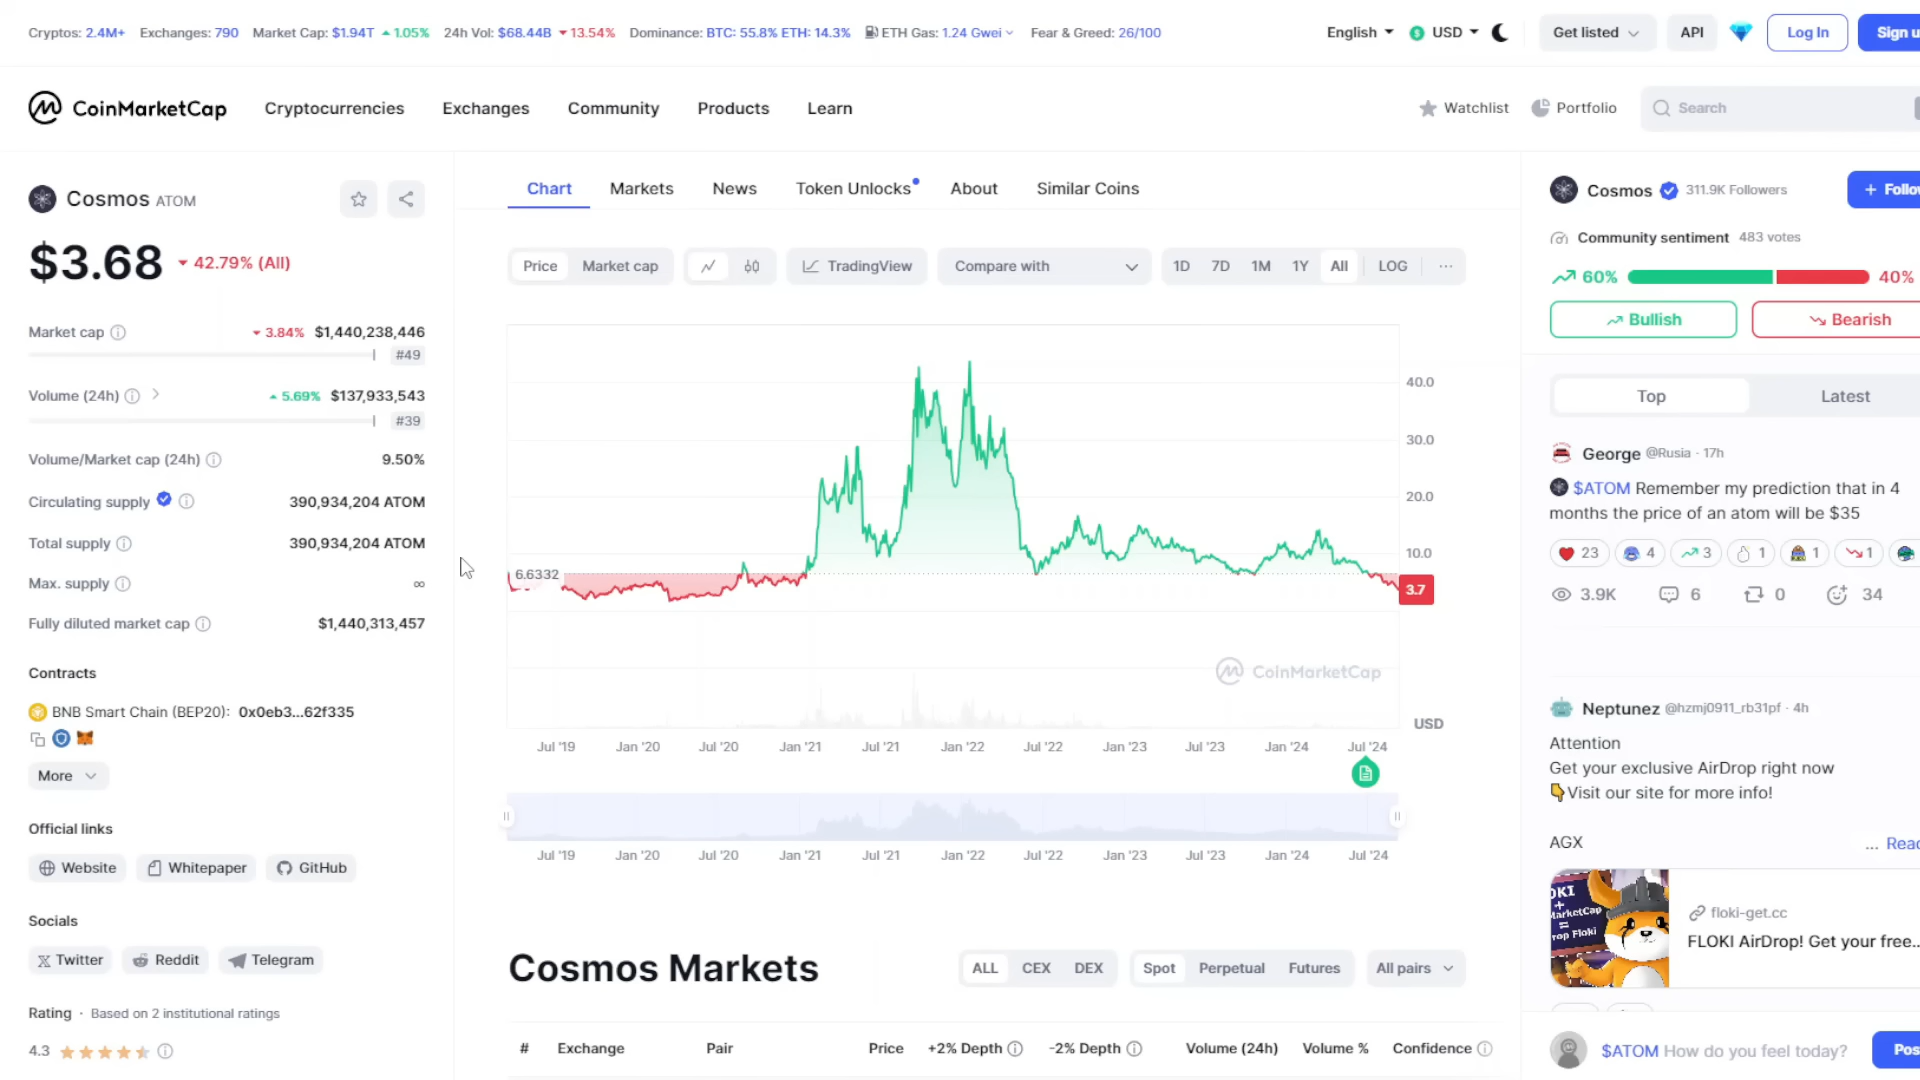 Cryptos: 2.4M+ Exchanges: 790 Market Cap: $1.94T 1.05% 24h Vol: $68.44B 13.54% Dominance: BTC: 55.8% ETH: 14.3% ETH Gas: 1.24 Gwei Fear & Greed: 26/100 English USD Get listed API Log In Sign u
CoinMarketCap Cryptocurrencies Exchanges Community Products Learn Watchlist Portfolio Search
Cosmos ATOM
$3.68 42.79% (All)
Market cap 3.84% $1,440,238,446
#49
Volume (24h) 5.69% $137,933,543
#39
Volume/Market cap (24h) 9.50%
Circulating supply 390,934,204 ATOM
Total supply 390,934,204 ATOM
Max. supply ∞
Fully diluted market cap $1,440,313,457
Contracts
BNB Smart Chain (BEP20): 0x0eb3...62f335
More
Official links
Website Whitepaper GitHub
Socials
Twitter Reddit Telegram
Rating · Based on 2 institutional ratings
4.3
Chart Markets News Token Unlocks About Similar Coins
Price Market cap TradingView Compare with 1D 7D 1M 1Y All LOG ...
40.0
30.0
20.0
10.0
6.6332
3.7
CoinMarketCap
USD
Jul '19 Jan '20 Jul '20 Jan '21 Jul '21 Jan '22 Jul '22 Jan '23 Jul '23 Jan '24 Jul '24
Jul '19 Jan '20 Jul '20 Jan '21 Jul '21 Jan '22 Jul '22 Jan '23 Jul '23 Jan '24 Jul '24
Cosmos Markets ALL CEX DEX Spot Perpetual Futures All pairs
# Exchange Pair Price +2% Depth -2% Depth Volume (24h) Volume % Confidence
Cosmos 311.9K Followers + Follo
Community sentiment 483 votes
60% 40%
Bullish Bearish
Top Latest
George @Rusia · 17h
$ATOM Remember my prediction that in 4
months the price of an atom will be $35
23 4 3 1 1 1
3.9K 6 0 34
Neptunez @hzmj0911_rb31pf · 4h
Attention
Get your exclusive AirDrop right now
Visit our site for more info!
AGX
... Read
OKI
+
MarketCap
=
rop Floki
floki-get.cc
FLOKI AirDrop! Get your free...
$ATOM How do you feel today? Pos